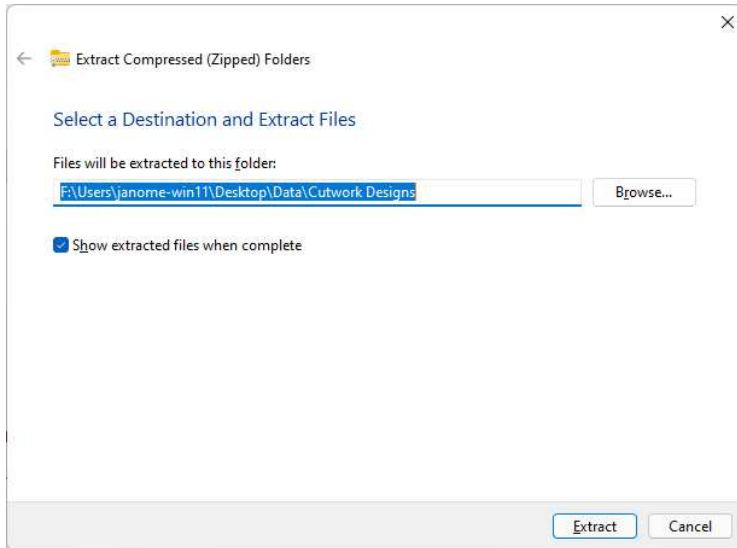 Extract Compressed (Zipped) Folders
Select a Destination and Extract Files
Files will be extracted to this folder:
F:\Users\janome-win11\Desktop\Data\Cutwork Designs
Browse...
Show extracted files when complete
Extract
Cancel